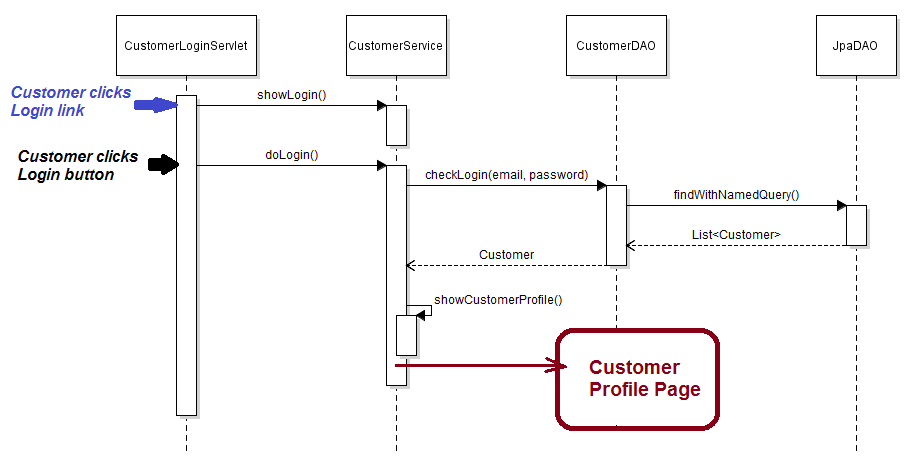 CustomerLoginServlet
CustomerService
CustomerDAO
JpaDAO
Customer clicks
Login link
showLogin()
Customer clicks
Login button
doLogin()
checkLogin(email, password)
findWithNamedQuery()
List<Customer>
Customer
showCustomerProfile()
Customer
Profile Page